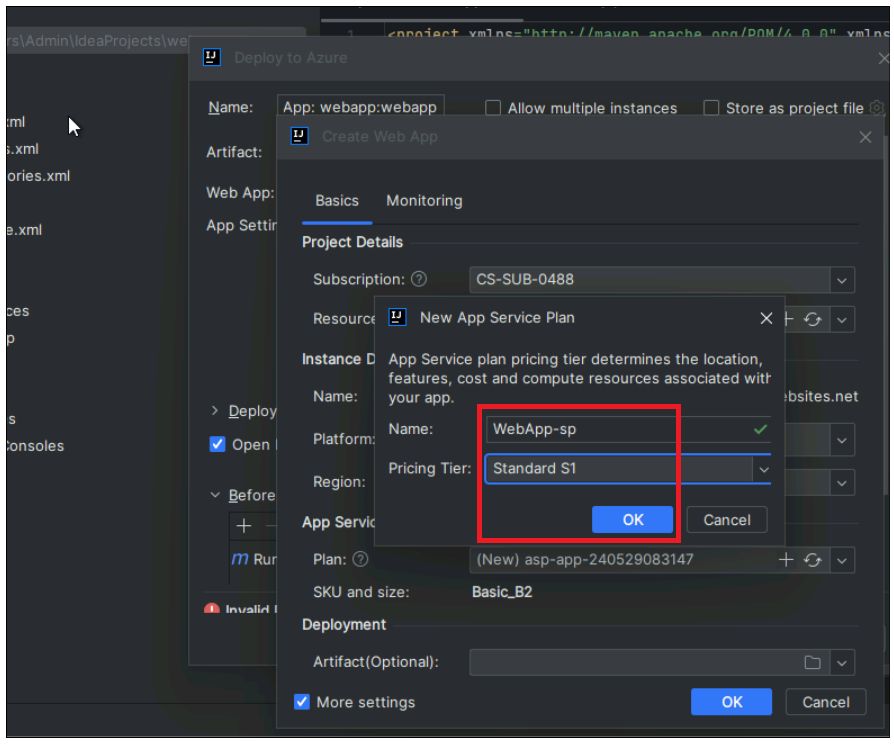 1 <project xmlns="http://maven.apache.org/POM/4.0.0" xmlns
rs\Admin\IdeaProjects\we
Deploy to Azure
Name: App: webapp:webapp Allow multiple instances Store as project file
xml
s.xml
ories.xml
e.xml
ces
p
s
Consoles
Artifact:
Web App:
App Settin
Deploy
Open
Before
Run
Invalid
Create Web App
Basics Monitoring
Project Details
Subscription: CS-SUB-0488
Resource
Instance D
Name: ebsites.net
Platform:
Region:
App Servic
Plan: (New) asp-app-240529083147
SKU and size: Basic_B2
Deployment
Artifact(Optional):
More settings
OK Cancel
New App Service Plan
App Service plan pricing tier determines the location,
features, cost and compute resources associated with
your app.
Name: WebApp-sp
Pricing Tier: Standard S1
OK Cancel